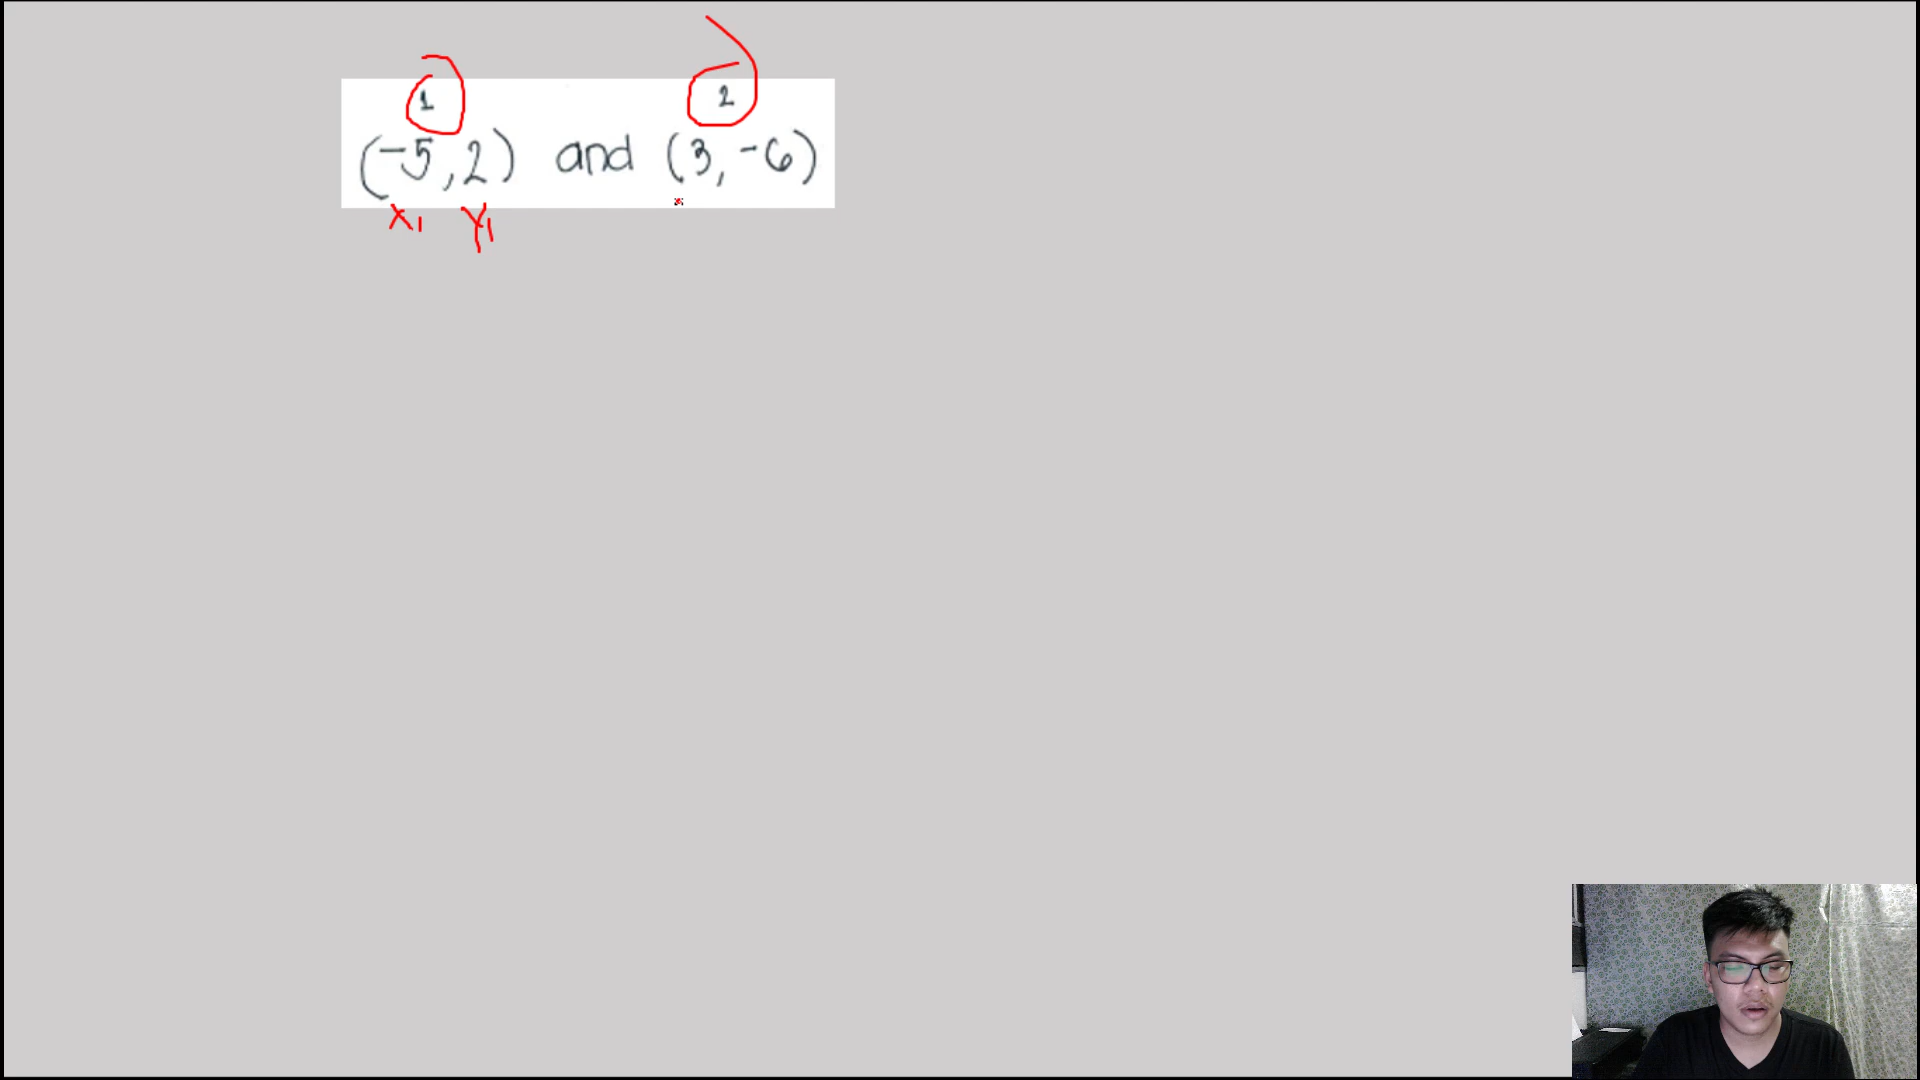 1 2
(-5, 2) and (3, -6)
x₁ y₁